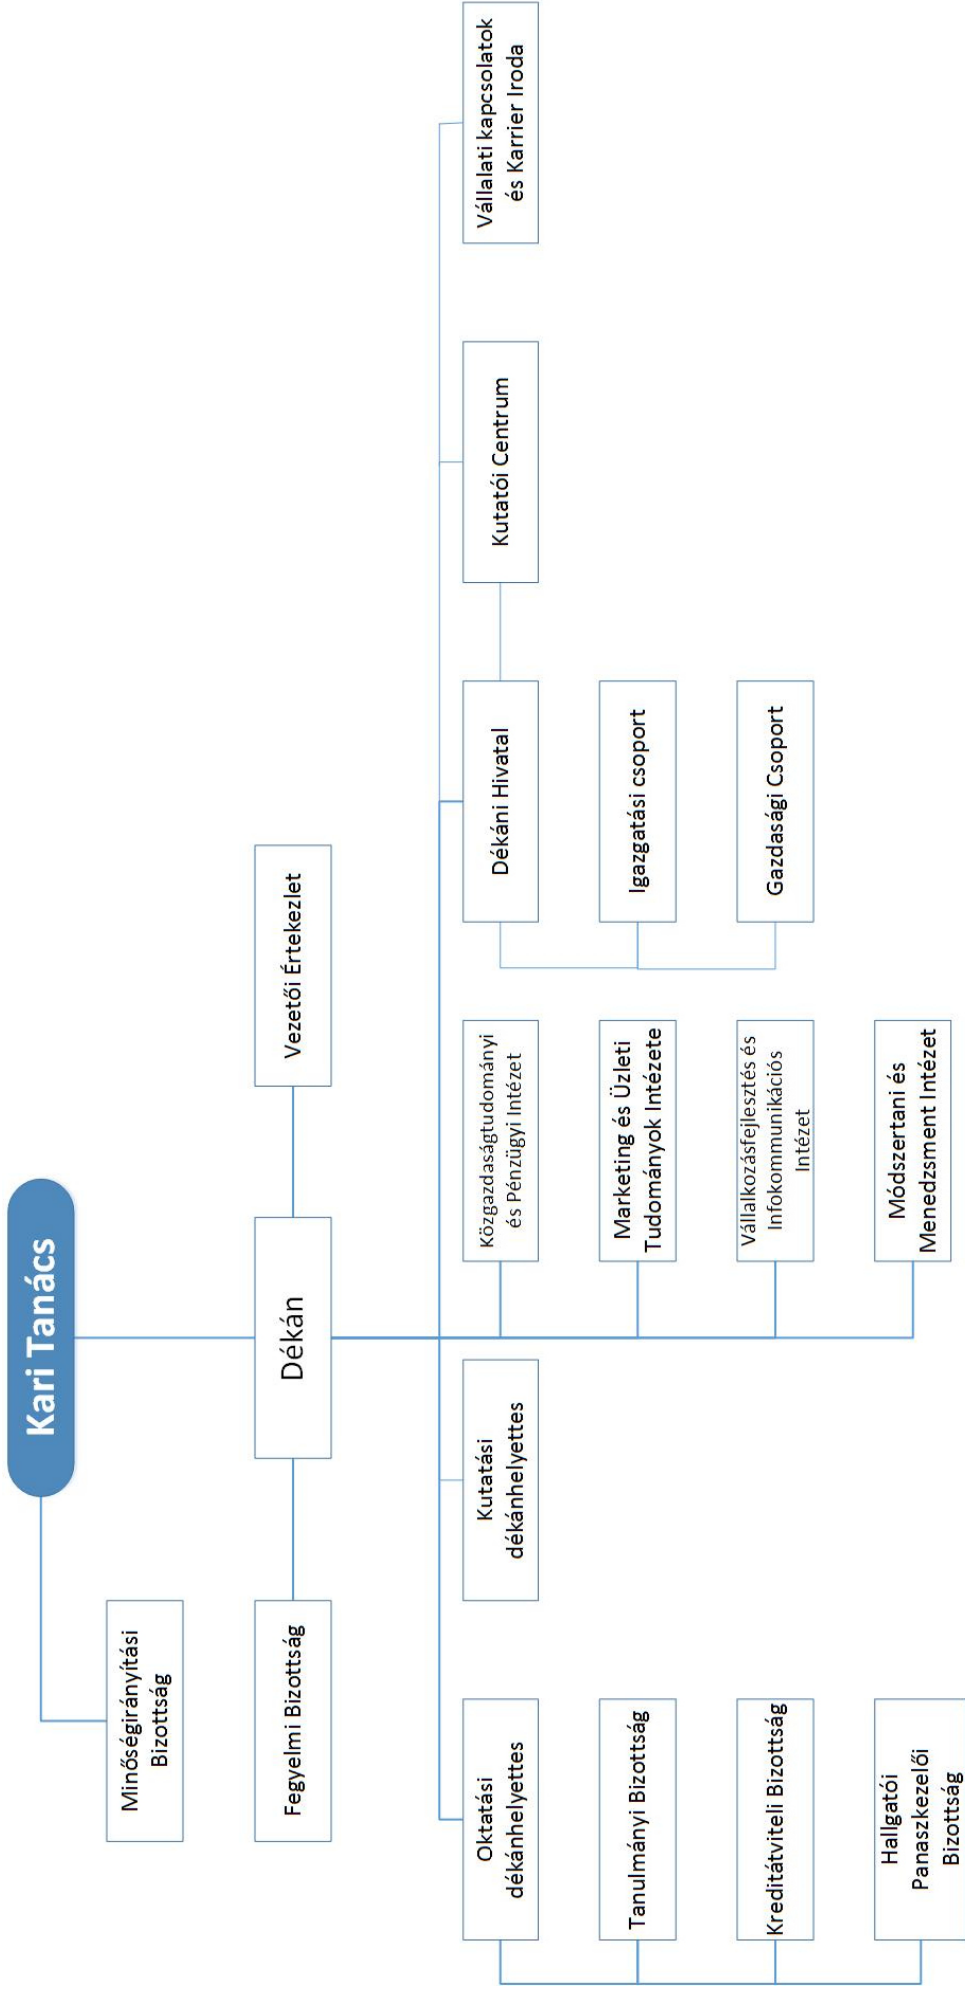 Kari Tanács
Minőségirányítási
Bizottság
Fegyelmi Bizottság
Dékán
Vezetői Értekezlet
Oktatási
dékánhelyettes
Kutatási
dékánhelyettes
Közgazdaságtudományi
és Pénzügyi Intézet
Dékáni Hivatal
Kutatói Centrum
Vállalati kapcsolatok
és Karrier Iroda
Tanulmányi Bizottság
Marketing és Üzleti
Tudományok Intézete
Igazgatási csoport
Kreditátviteli Bizottság
Vállalkozásfejlesztés és
Infokommunikációs
Intézet
Gazdasági Csoport
Hallgatói
Panaszkezelői
Bizottság
Módszertani és
Menedzsment Intézet